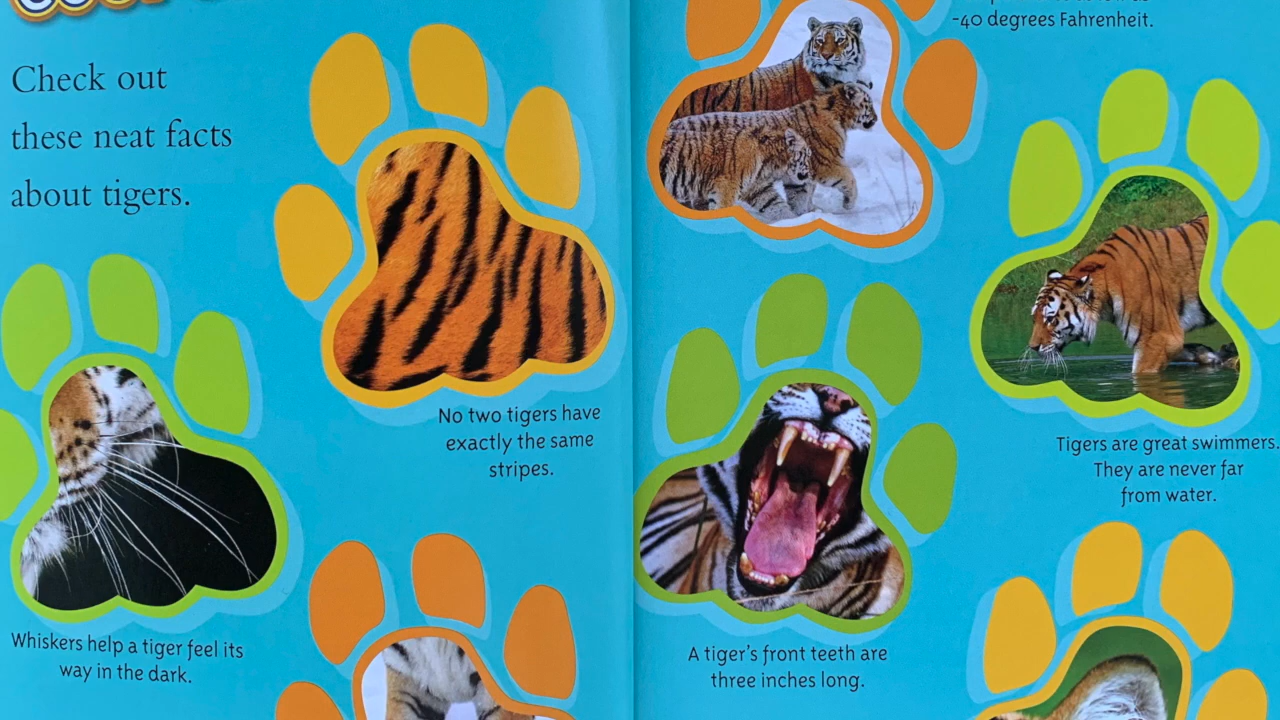 Check out
these neat facts
about tigers.
No two tigers have
exactly the same
stripes.
Whiskers help a tiger feel its
way in the dark.
-40 degrees Fahrenheit.
Tigers are great swimmers.
They are never far
from water.
A tiger's front teeth are
three inches long.